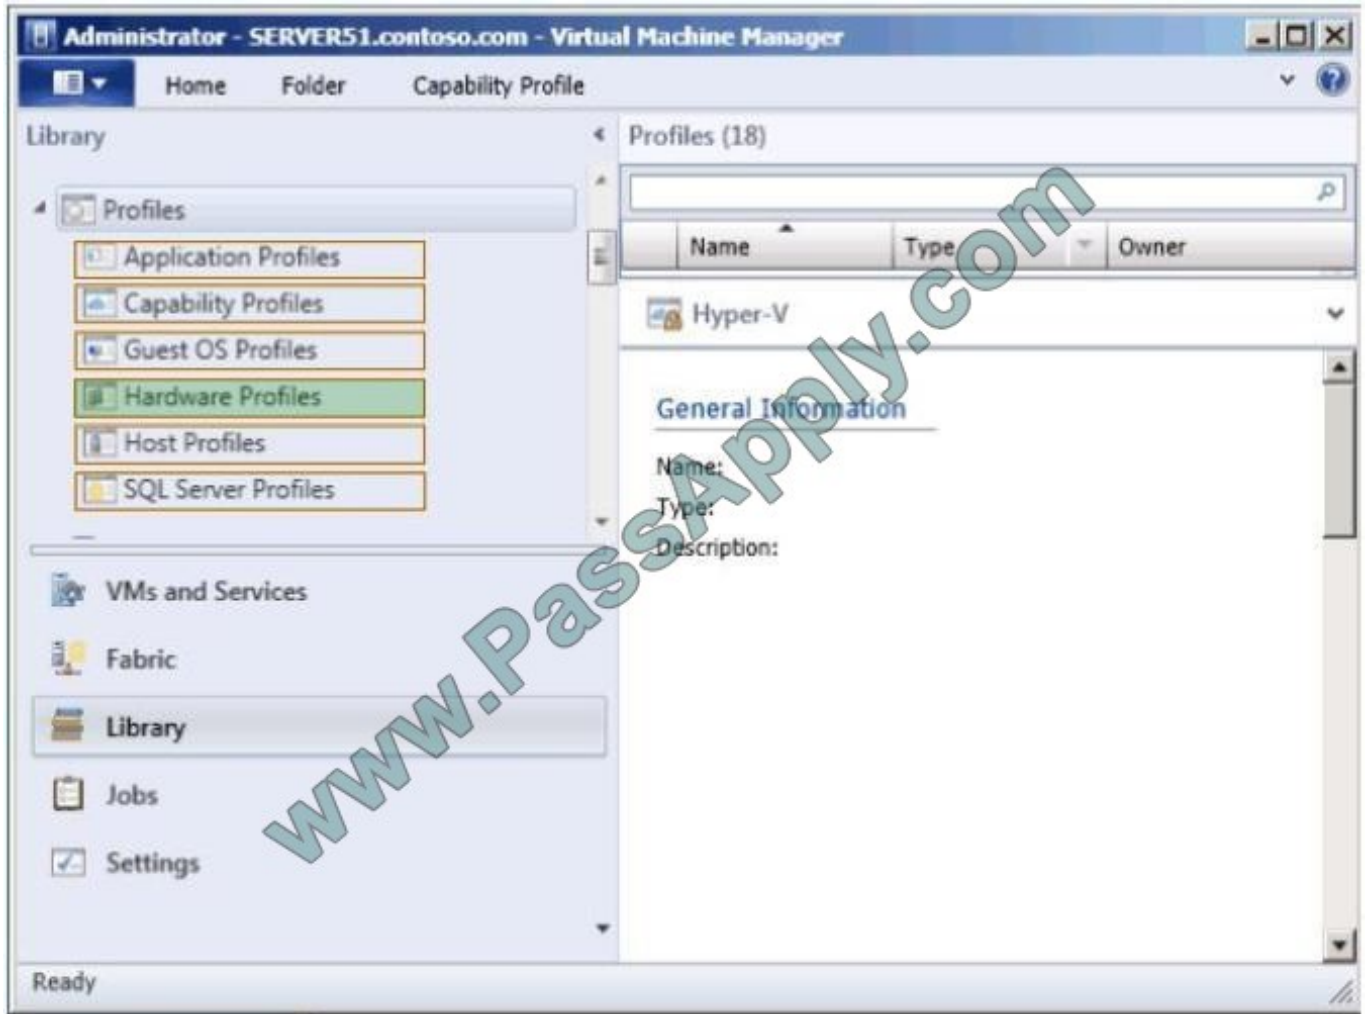 Administrator - SERVER51.contoso.com - Virtual Machine Manager
Home Folder Capability Profile
Library
Profiles
Application Profiles
Capability Profiles
Guest OS Profiles
Hardware Profiles
Host Profiles
SQL Server Profiles
VMs and Services
Fabric
Library
Jobs
Settings
Profiles (18)
Name Type Owner
Hyper-V
General Information
Name:
Type:
Description:
Ready
www.PassApply.com